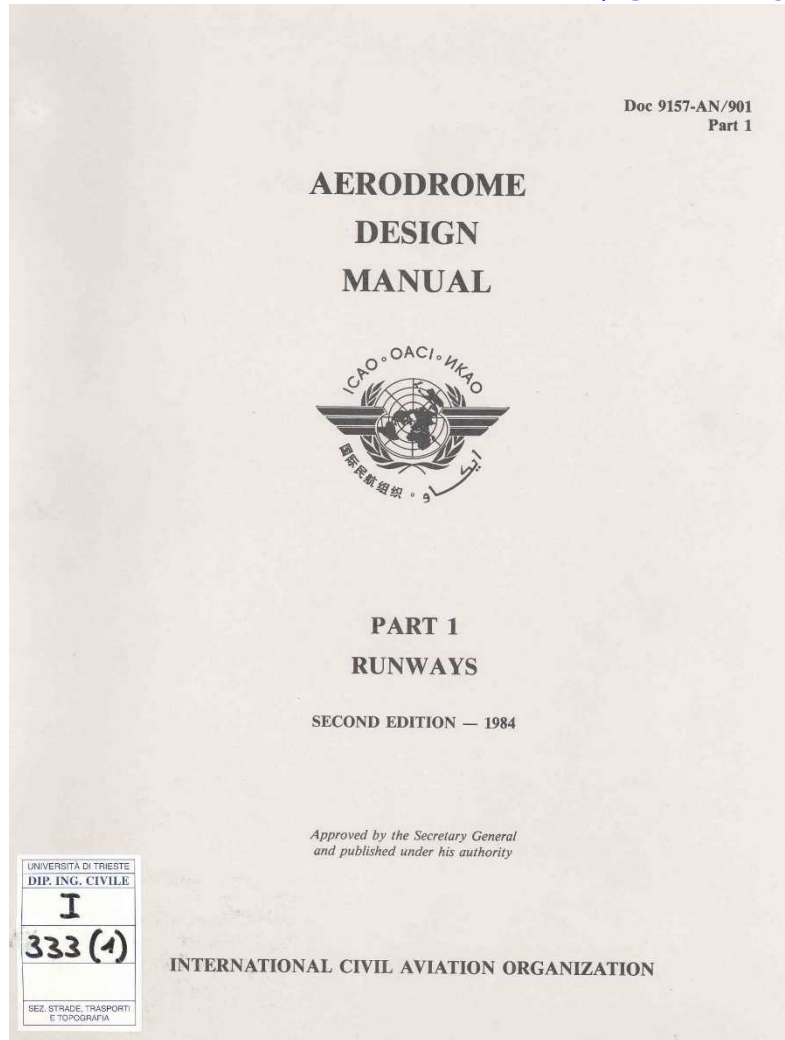 Doc 9157-AN/901
Part 1
AERODROME
DESIGN
MANUAL
ICAO ∘ OACI ∘ ИКАО
国际民航组织 ∘ ايكاو
PART 1
RUNWAYS
SECOND EDITION — 1984
Approved by the Secretary General
and published under his authority
UNIVERSITÀ DI TRIESTE
DIP. ING. CIVILE
I
333 (1)
SEZ. STRADE, TRASPORTI
E TOPOGRAFIA
INTERNATIONAL CIVIL AVIATION ORGANIZATION